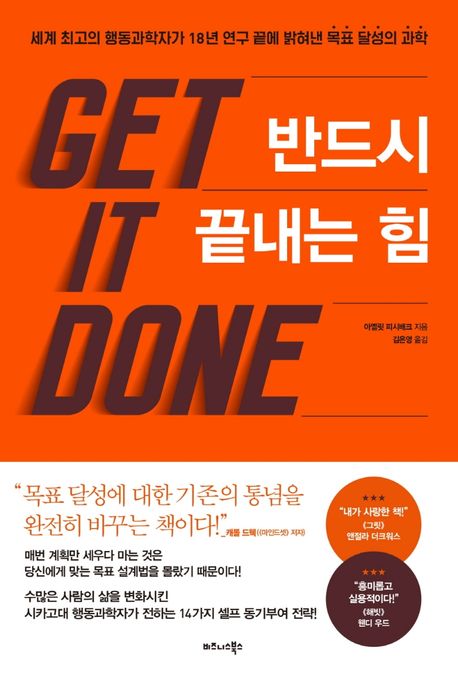 세계 최고의 행동과학자가 18년 연구 끝에 밝혀낸 목표 달성의 과학
GET
IT
DONE
반드시
끝내는 힘
아옐릿 피시배크 지음
김은영 옮김
“목표 달성에 대한 기존의 통념을
완전히 바꾸는 책이다!”_캐롤 드웩(《마인드셋》 저자)
매번 계획만 세우다 마는 것은
당신에게 맞는 목표 설계법을 몰랐기 때문이다!
수많은 사람의 삶을 변화시킨
시카고대 행동과학자가 전하는 14가지 셀프 동기부여 전략!
★★★
“내가 사랑한 책!”
《그릿》
앤절라 더크워스
★★★
“흥미롭고
실용적이다!”
《해빗》
웬디 우드
비즈니스북스